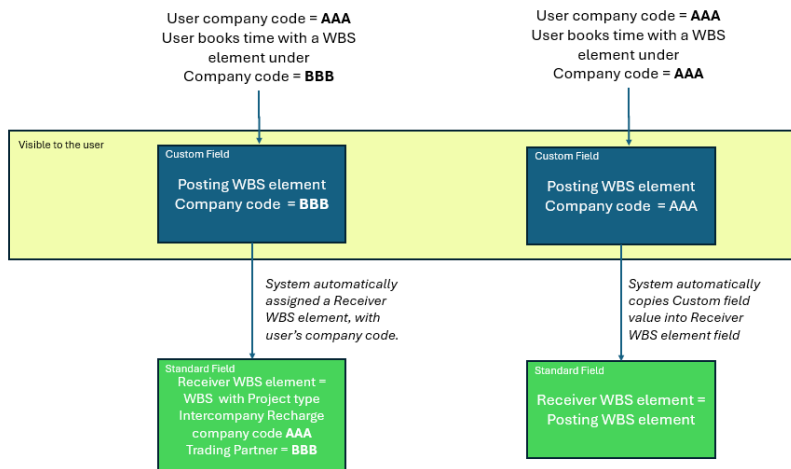 User company code = AAA
User books time with a WBS
element under
Company code = BBB
User company code = AAA
User books time with a WBS
element under
Company code = AAA
Visible to the user
Custom Field
Posting WBS element
Company code = BBB
Custom Field
Posting WBS element
Company code = AAA
System automatically
assigned a Receiver
WBS element, with
user's company code.
System automatically
copies Custom field
value into Receiver
WBS element field
Standard Field
Receiver WBS element =
WBS with Project type
Intercompany Recharge
company code AAA
Trading Partner = BBB
Standard Field
Receiver WBS element =
Posting WBS element